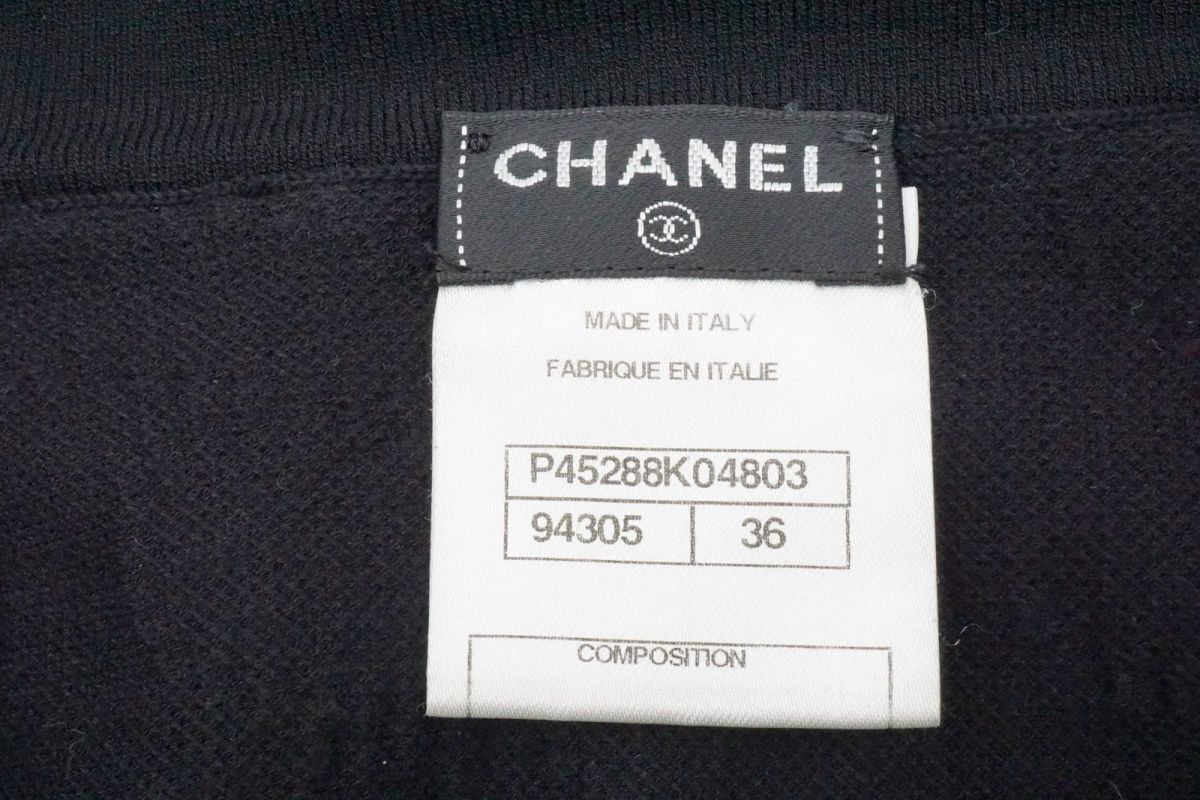 CHANEL
MADE IN ITALY
FABRIQUE EN ITALIE
P45288K04803
94305 36
COMPOSITION